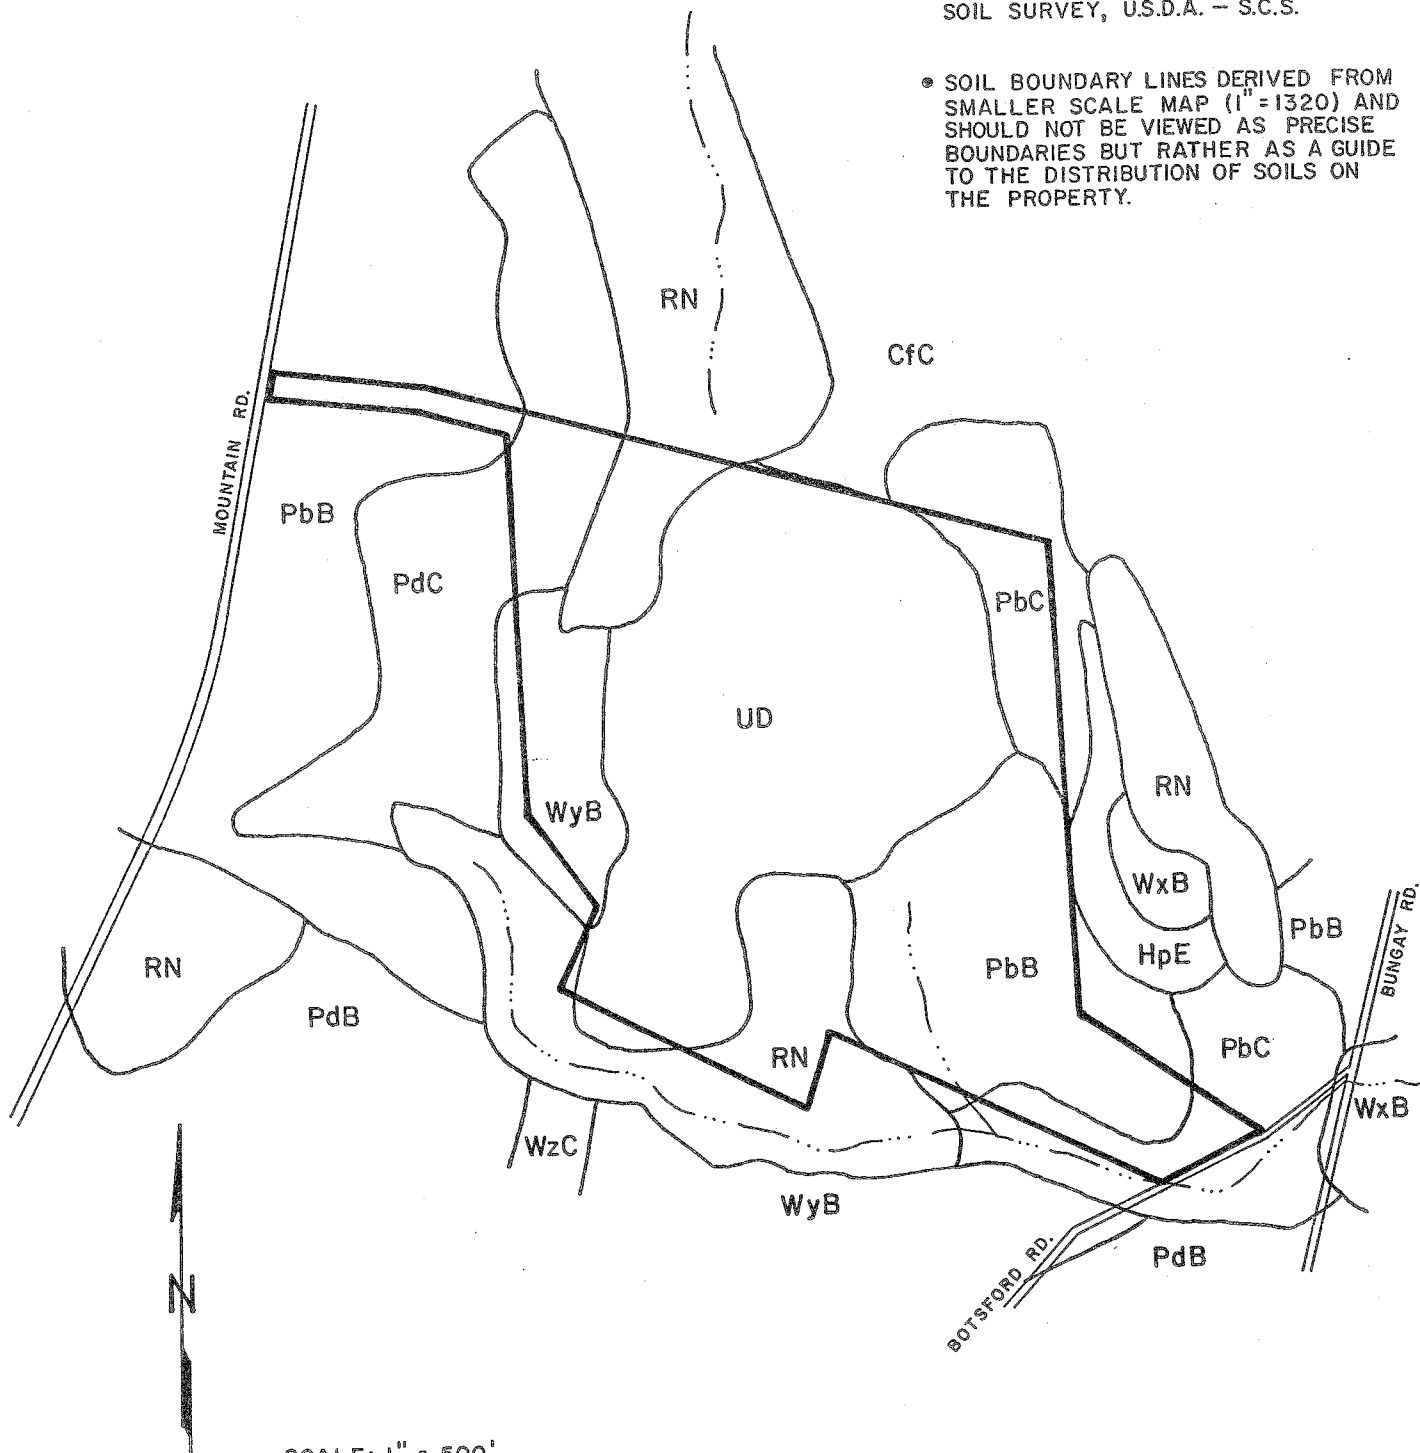 SOIL SURVEY, U.S.D.A. – S.C.S.
• SOIL BOUNDARY LINES DERIVED FROM
SMALLER SCALE MAP (1"=1320) AND
SHOULD NOT BE VIEWED AS PRECISE
BOUNDARIES BUT RATHER AS A GUIDE
TO THE DISTRIBUTION OF SOILS ON
THE PROPERTY.
RN
CfC
MOUNTAIN RD.
PbB
PdC
PbC
UD
WyB
RN
WxB
PbB
HpE
BUNGAY RD.
RN
PdB
PbB
RN
PbC
WxB
WzC
WyB
PdB
BOTSFORD RD.
N
SCALE: 1" = 500'